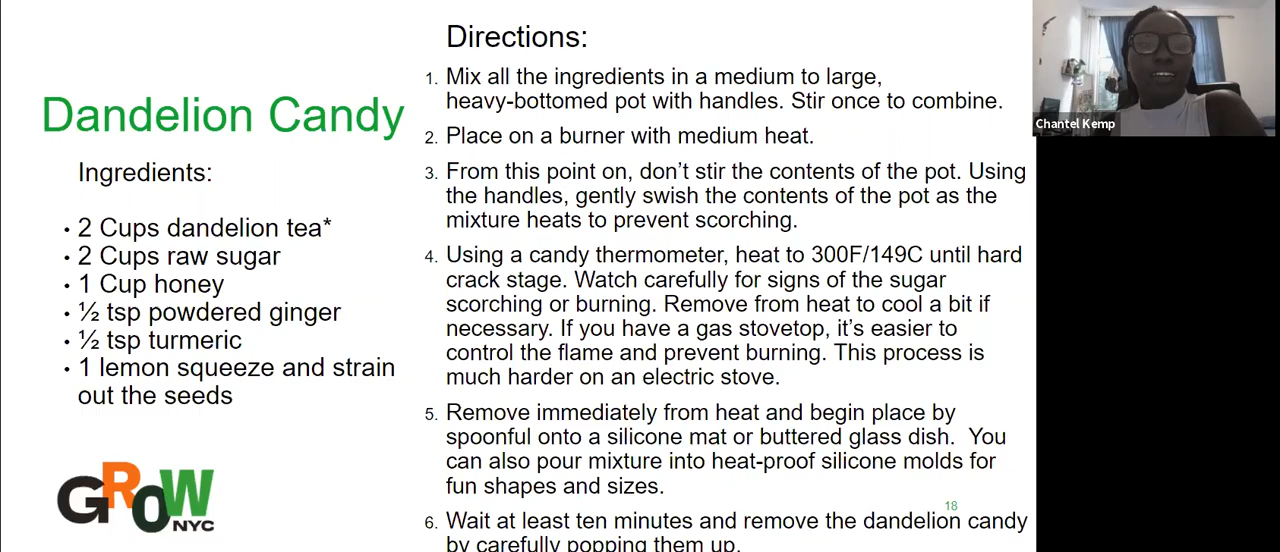 Dandelion Candy
Ingredients:
• 2 Cups dandelion tea*
• 2 Cups raw sugar
• 1 Cup honey
• ½ tsp powdered ginger
• ½ tsp turmeric
• 1 lemon squeeze and strain
out the seeds
GROW
NYC
Directions:
1. Mix all the ingredients in a medium to large,
heavy-bottomed pot with handles. Stir once to combine.
2. Place on a burner with medium heat.
3. From this point on, don’t stir the contents of the pot. Using
the handles, gently swish the contents of the pot as the
mixture heats to prevent scorching.
4. Using a candy thermometer, heat to 300F/149C until hard
crack stage. Watch carefully for signs of the sugar
scorching or burning. Remove from heat to cool a bit if
necessary. If you have a gas stovetop, it’s easier to
control the flame and prevent burning. This process is
much harder on an electric stove.
5. Remove immediately from heat and begin place by
spoonful onto a silicone mat or buttered glass dish. You
can also pour mixture into heat-proof silicone molds for
fun shapes and sizes.
18
6. Wait at least ten minutes and remove the dandelion candy
by carefully popping them up.
Chantel Kemp